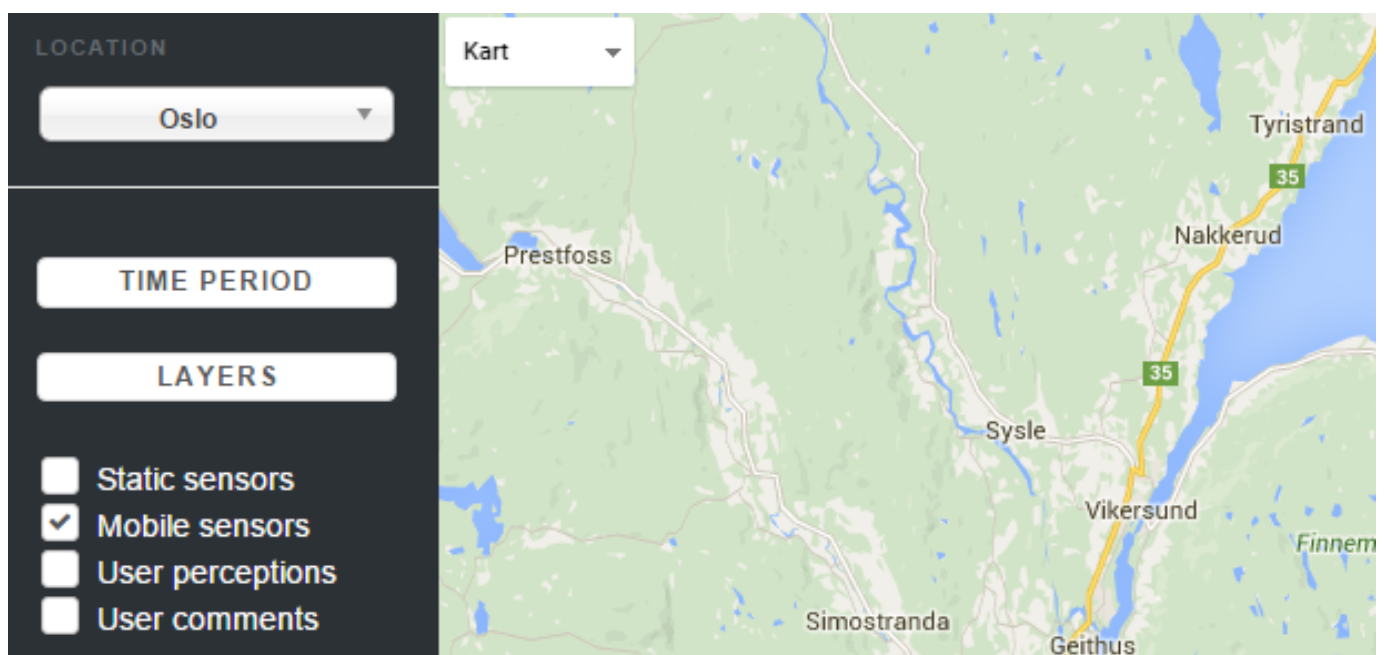 LOCATION
Oslo
TIME PERIOD
LAYERS
Static sensors
Mobile sensors
User perceptions
User comments
Kart
Tyristrand
35
Nakkerud
Prestfoss
35
Sysle
Vikersund
Finnem
Simostranda
Geithus